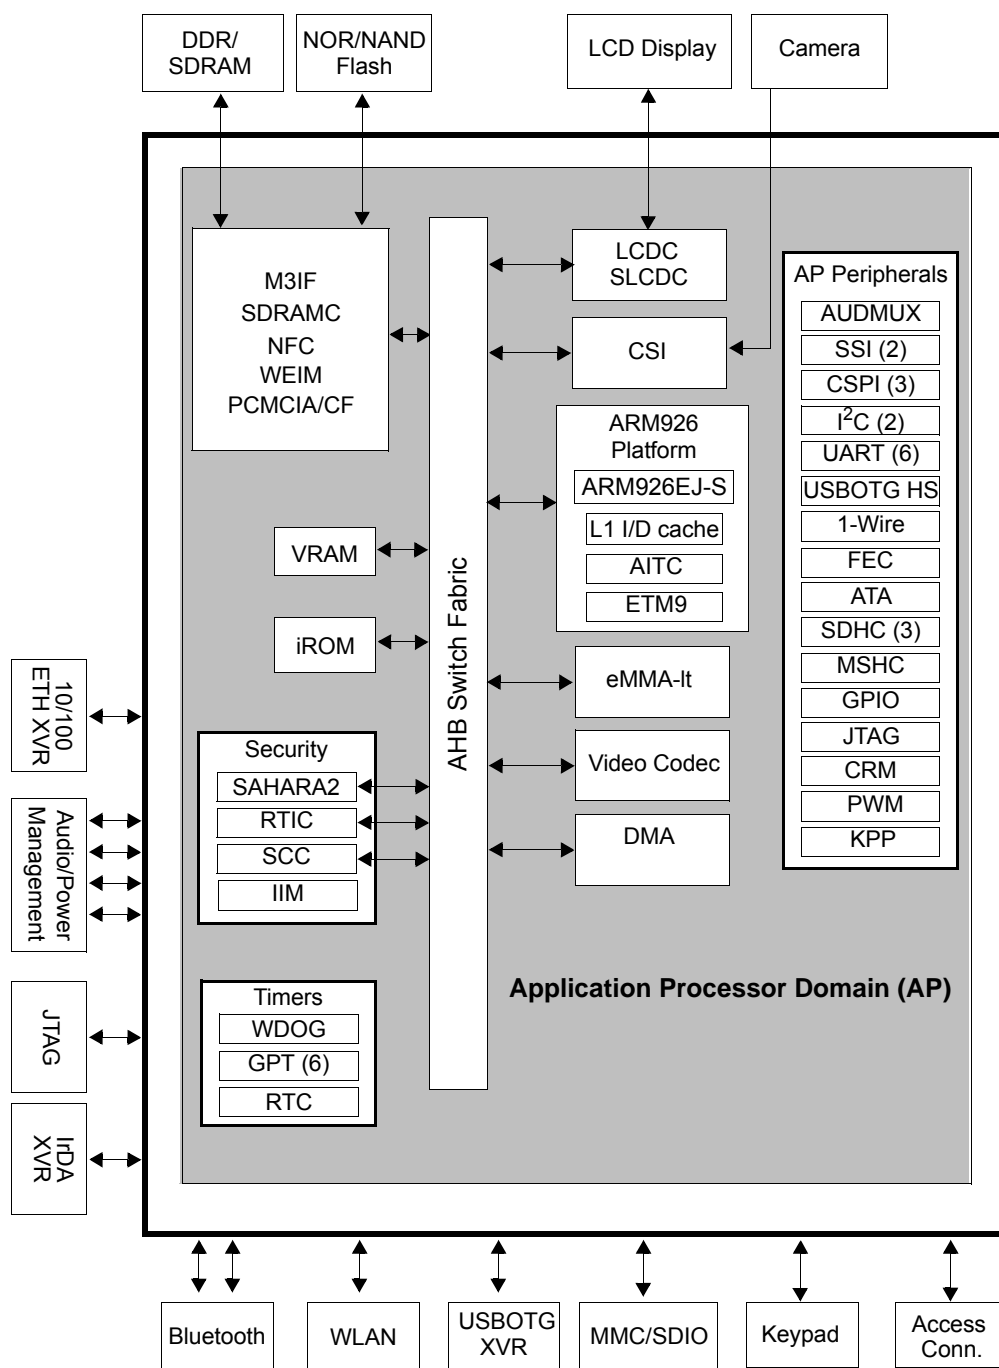 DDR/
SDRAM
NOR/NAND
Flash
LCD Display
Camera
M3IF
SDRAMC
NFC
WEIM
PCMCIA/CF
LCDC
SLCDC
CSI
ARM926
Platform
ARM926EJ-S
L1 I/D cache
AITC
ETM9
AP Peripherals
AUDMUX
SSI (2)
CSPI (3)
I²C (2)
UART (6)
USBOTG HS
1-Wire
FEC
ATA
SDHC (3)
MSHC
GPIO
JTAG
CRM
PWM
KPP
VRAM
iROM
AHB Switch Fabric
eMMA-lt
Video Codec
DMA
Security
SAHARA2
RTIC
SCC
IIM
Timers
WDOG
GPT (6)
RTC
Application Processor Domain (AP)
10/100
ETH XVR
Audio/Power
Management
JTAG
IrDA
XVR
Bluetooth
WLAN
USBOTG
XVR
MMC/SDIO
Keypad
Access
Conn.